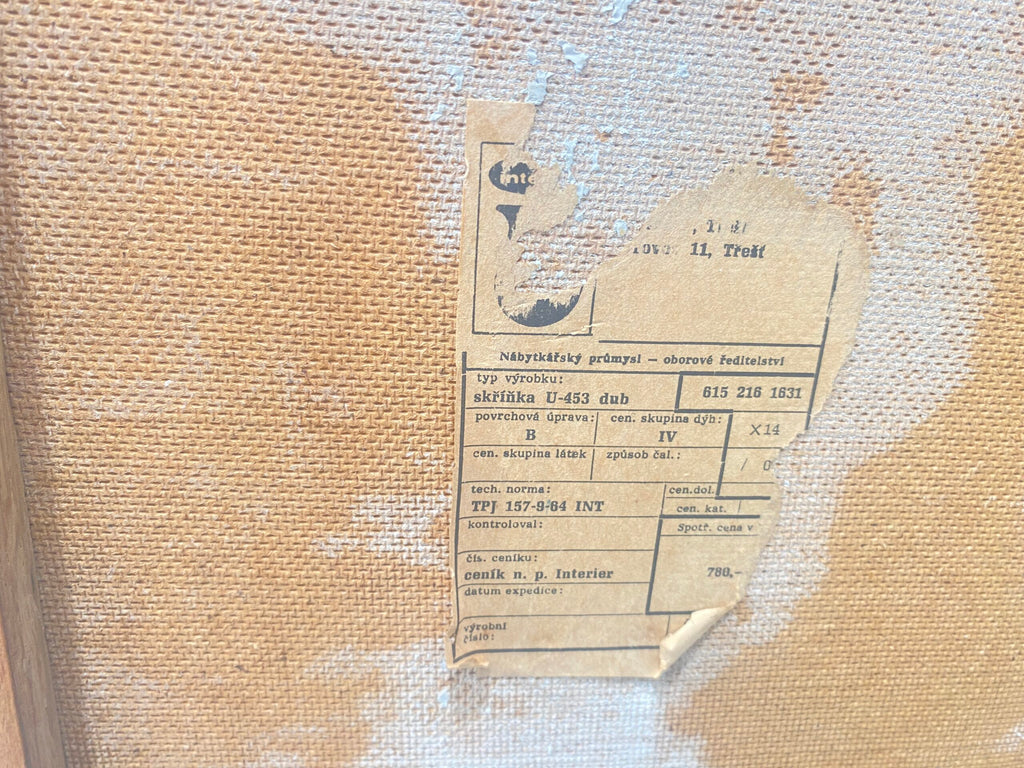 11, Třešť
Nábytkářský průmysl — oborové ředitelství
typ výrobku:
skříňka U-453 dub
615 216 1631
povrchová úprava:
B
cen. skupina dýh:
IV
X14
cen. skupina látek
způsob čal.:
/ 0
tech. norma:
TPJ 157-9-64 INT
cen.dol.
cen. kat.
kontroloval:
Spotř. cena v
780,-
čís. ceníku:
ceník n. p. Interier
datum expedice:
výrobní
číslo: